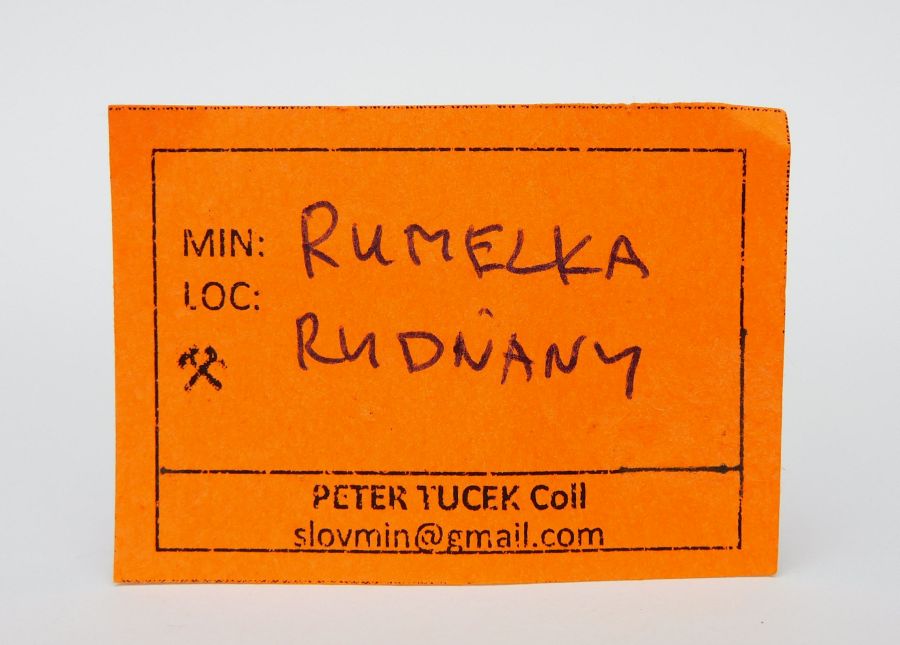 MIN: RUMELKA
LOC: RUDŇANY
PETER TUCEK Coll
slovmin@gmail.com